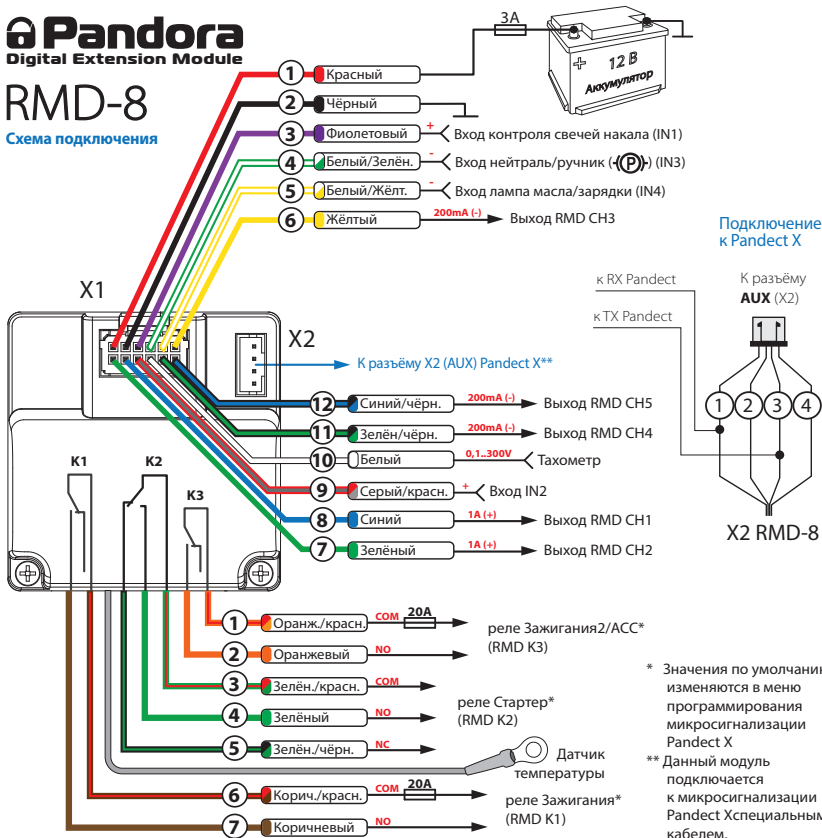 Pandora
Digital Extension Module
RMD-8
Схема подключения
3A
12 В
Аккумулятор
1 Красный
2 Чёрный
3 Фиолетовый + Вход контроля свечей накала (IN1)
4 Белый/Зелён. - Вход нейтраль/ручник (-(P)-) (IN3)
5 Белый/Жёлт. - Вход лампа масла/зарядки (IN4)
6 Жёлтый 200mA (-) Выход RMD CH3
X1
X2
К разъёму X2 (AUX) Pandect X**
12 Синий/чёрн. 200mA (-) Выход RMD CH5
11 Зелён/чёрн. 200mA (-) Выход RMD CH4
10 Белый 0,1..300V Тахометр
9 Серый/красн. + Вход IN2
8 Синий 1A (+) Выход RMD CH1
7 Зелёный 1A (+) Выход RMD CH2
Подключение
к Pandect X
к RX Pandect
к TX Pandect
К разъёму
AUX (X2)
1 2 3 4
X2 RMD-8
K1
K2
K3
1 Оранж./красн. COM 20A
2 Оранжевый NO
реле Зажигания2/ACC*
(RMD K3)
3 Зелён./красн. COM
4 Зелёный NO
5 Зелён./чёрн. NC
реле Стартер*
(RMD K2)
Датчик
температуры
6 Корич./красн. COM 20A
7 Коричневый NO
реле Зажигания*
(RMD K1)
* Значения по умолчани
изменяются в меню
программирования
микросигнализации
Pandect X
** Данный модуль
подключается
к микросигнализации
Pandect Xспециальным
кабелем.